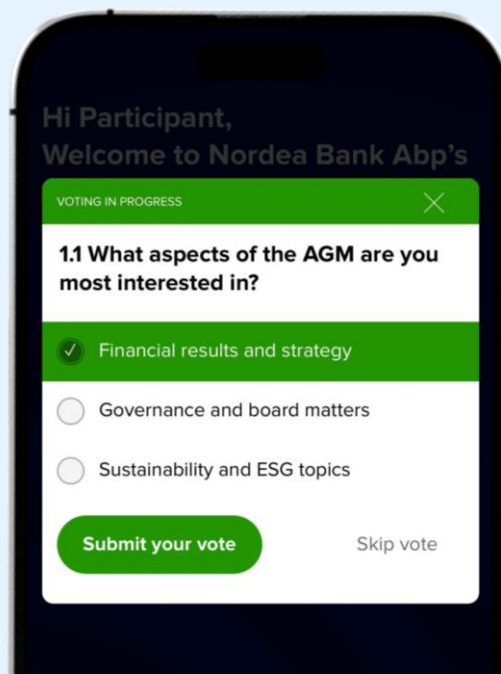 Hi Participant,
Welcome to Nordea Bank Abp's
VOTING IN PROGRESS
1.1 What aspects of the AGM are you
most interested in?
Financial results and strategy
Governance and board matters
Sustainability and ESG topics
Submit your vote
Skip vote